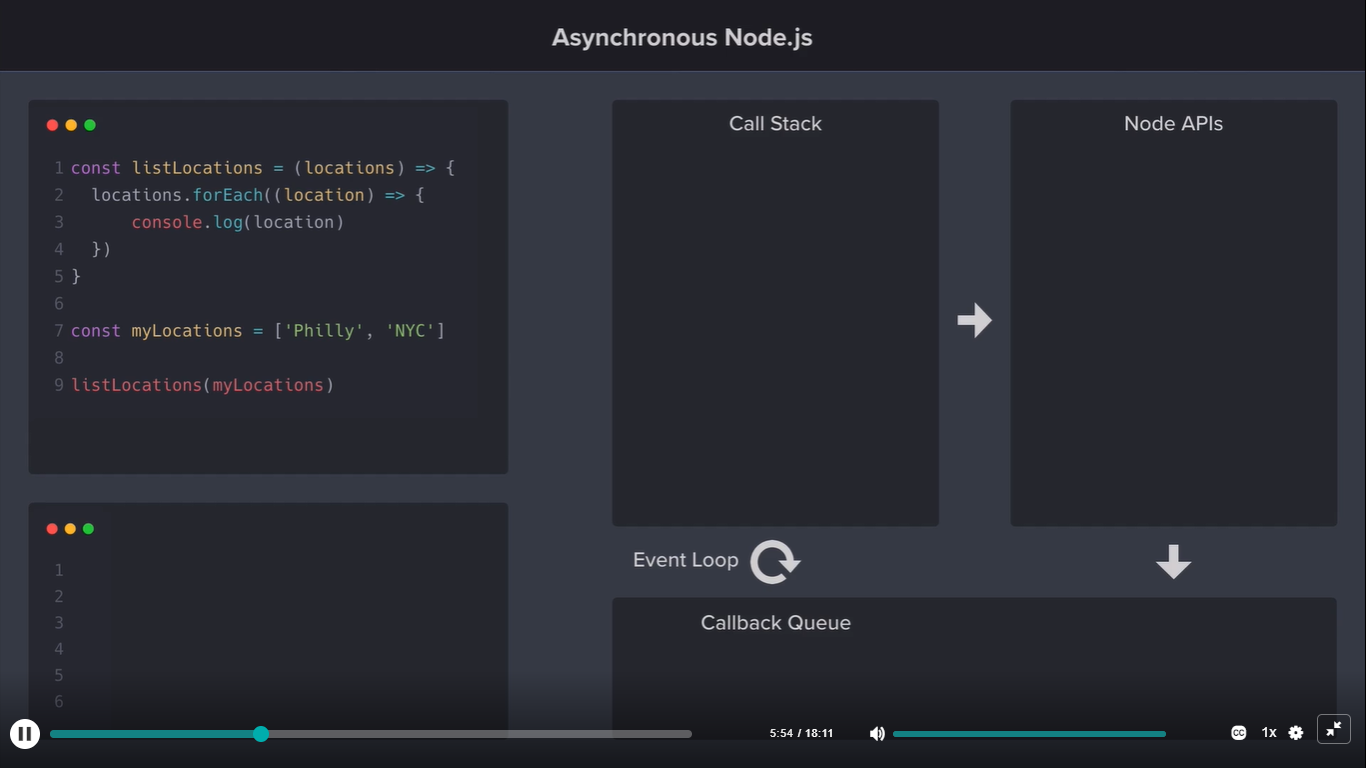 Asynchronous Node.js
1 const listLocations = (locations) => {
2 locations.forEach((location) => {
3 console.log(location)
4 })
5 }
6
7 const myLocations = ['Philly', 'NYC']
8
9 listLocations(myLocations)
1
2
3
4
5
6
Call Stack
Node APIs
Event Loop
Callback Queue
5:54 / 18:11
CC
1x